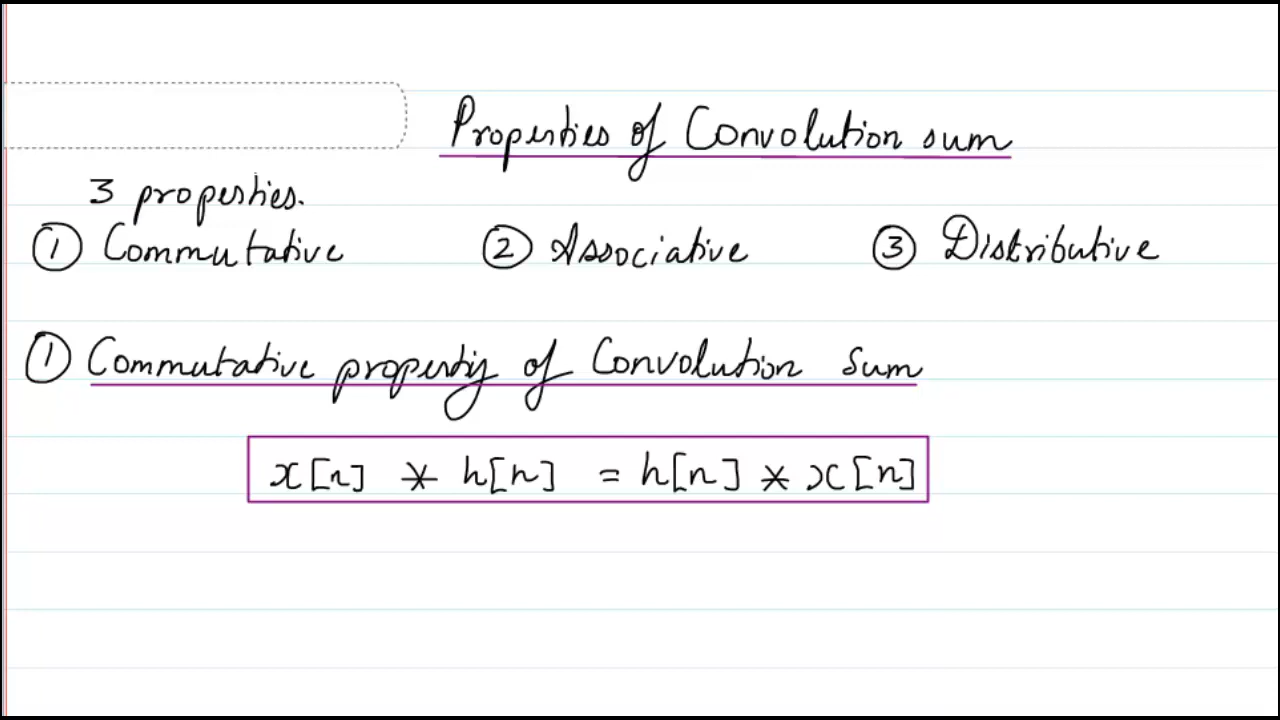 Properties of Convolution sum
3 properties.
① Commutative ② Associative ③ Distributive
① Commutative property of Convolution Sum
x[n] * h[n] = h[n] * x[n]